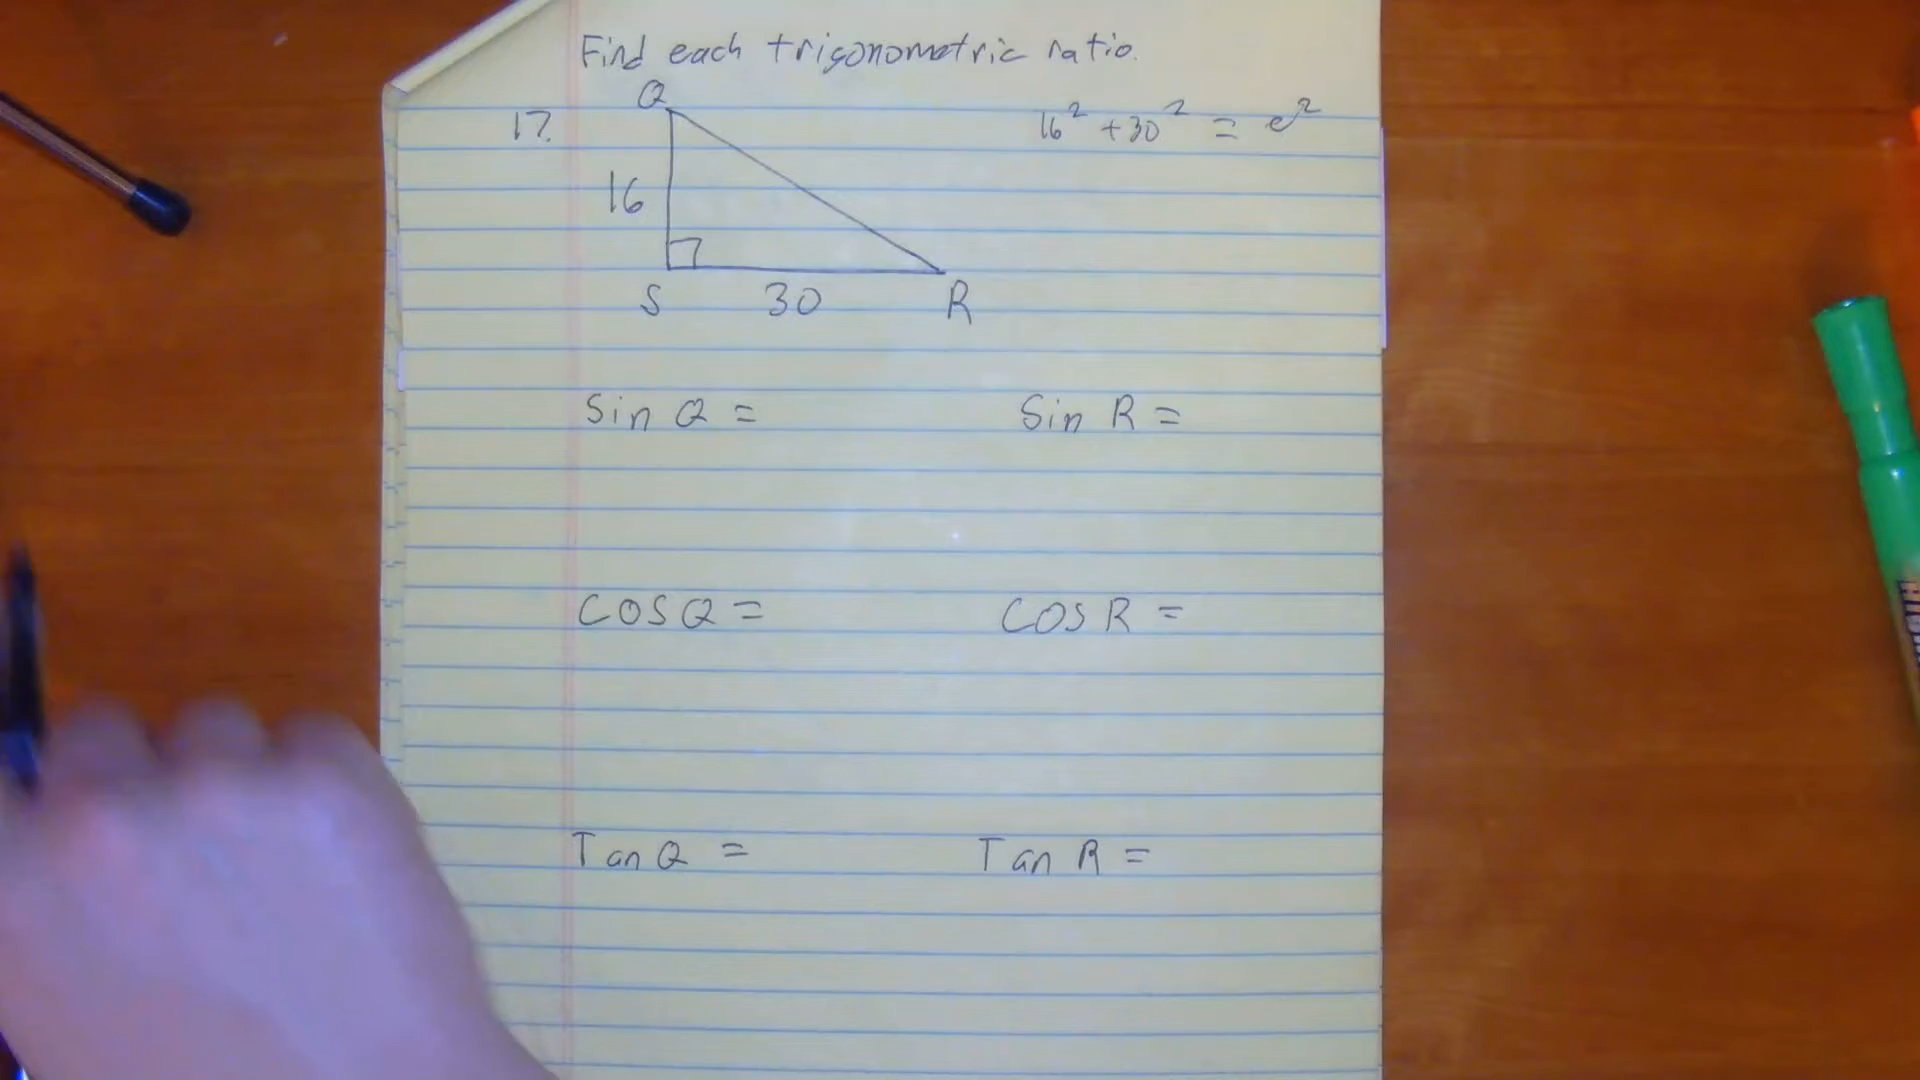 Find each trigonometric ratio.
Q
17.
16² + 30² = c²
16
S 30 R
Sin Q = Sin R =
COS Q = COS R =
Tan Q = Tan R =